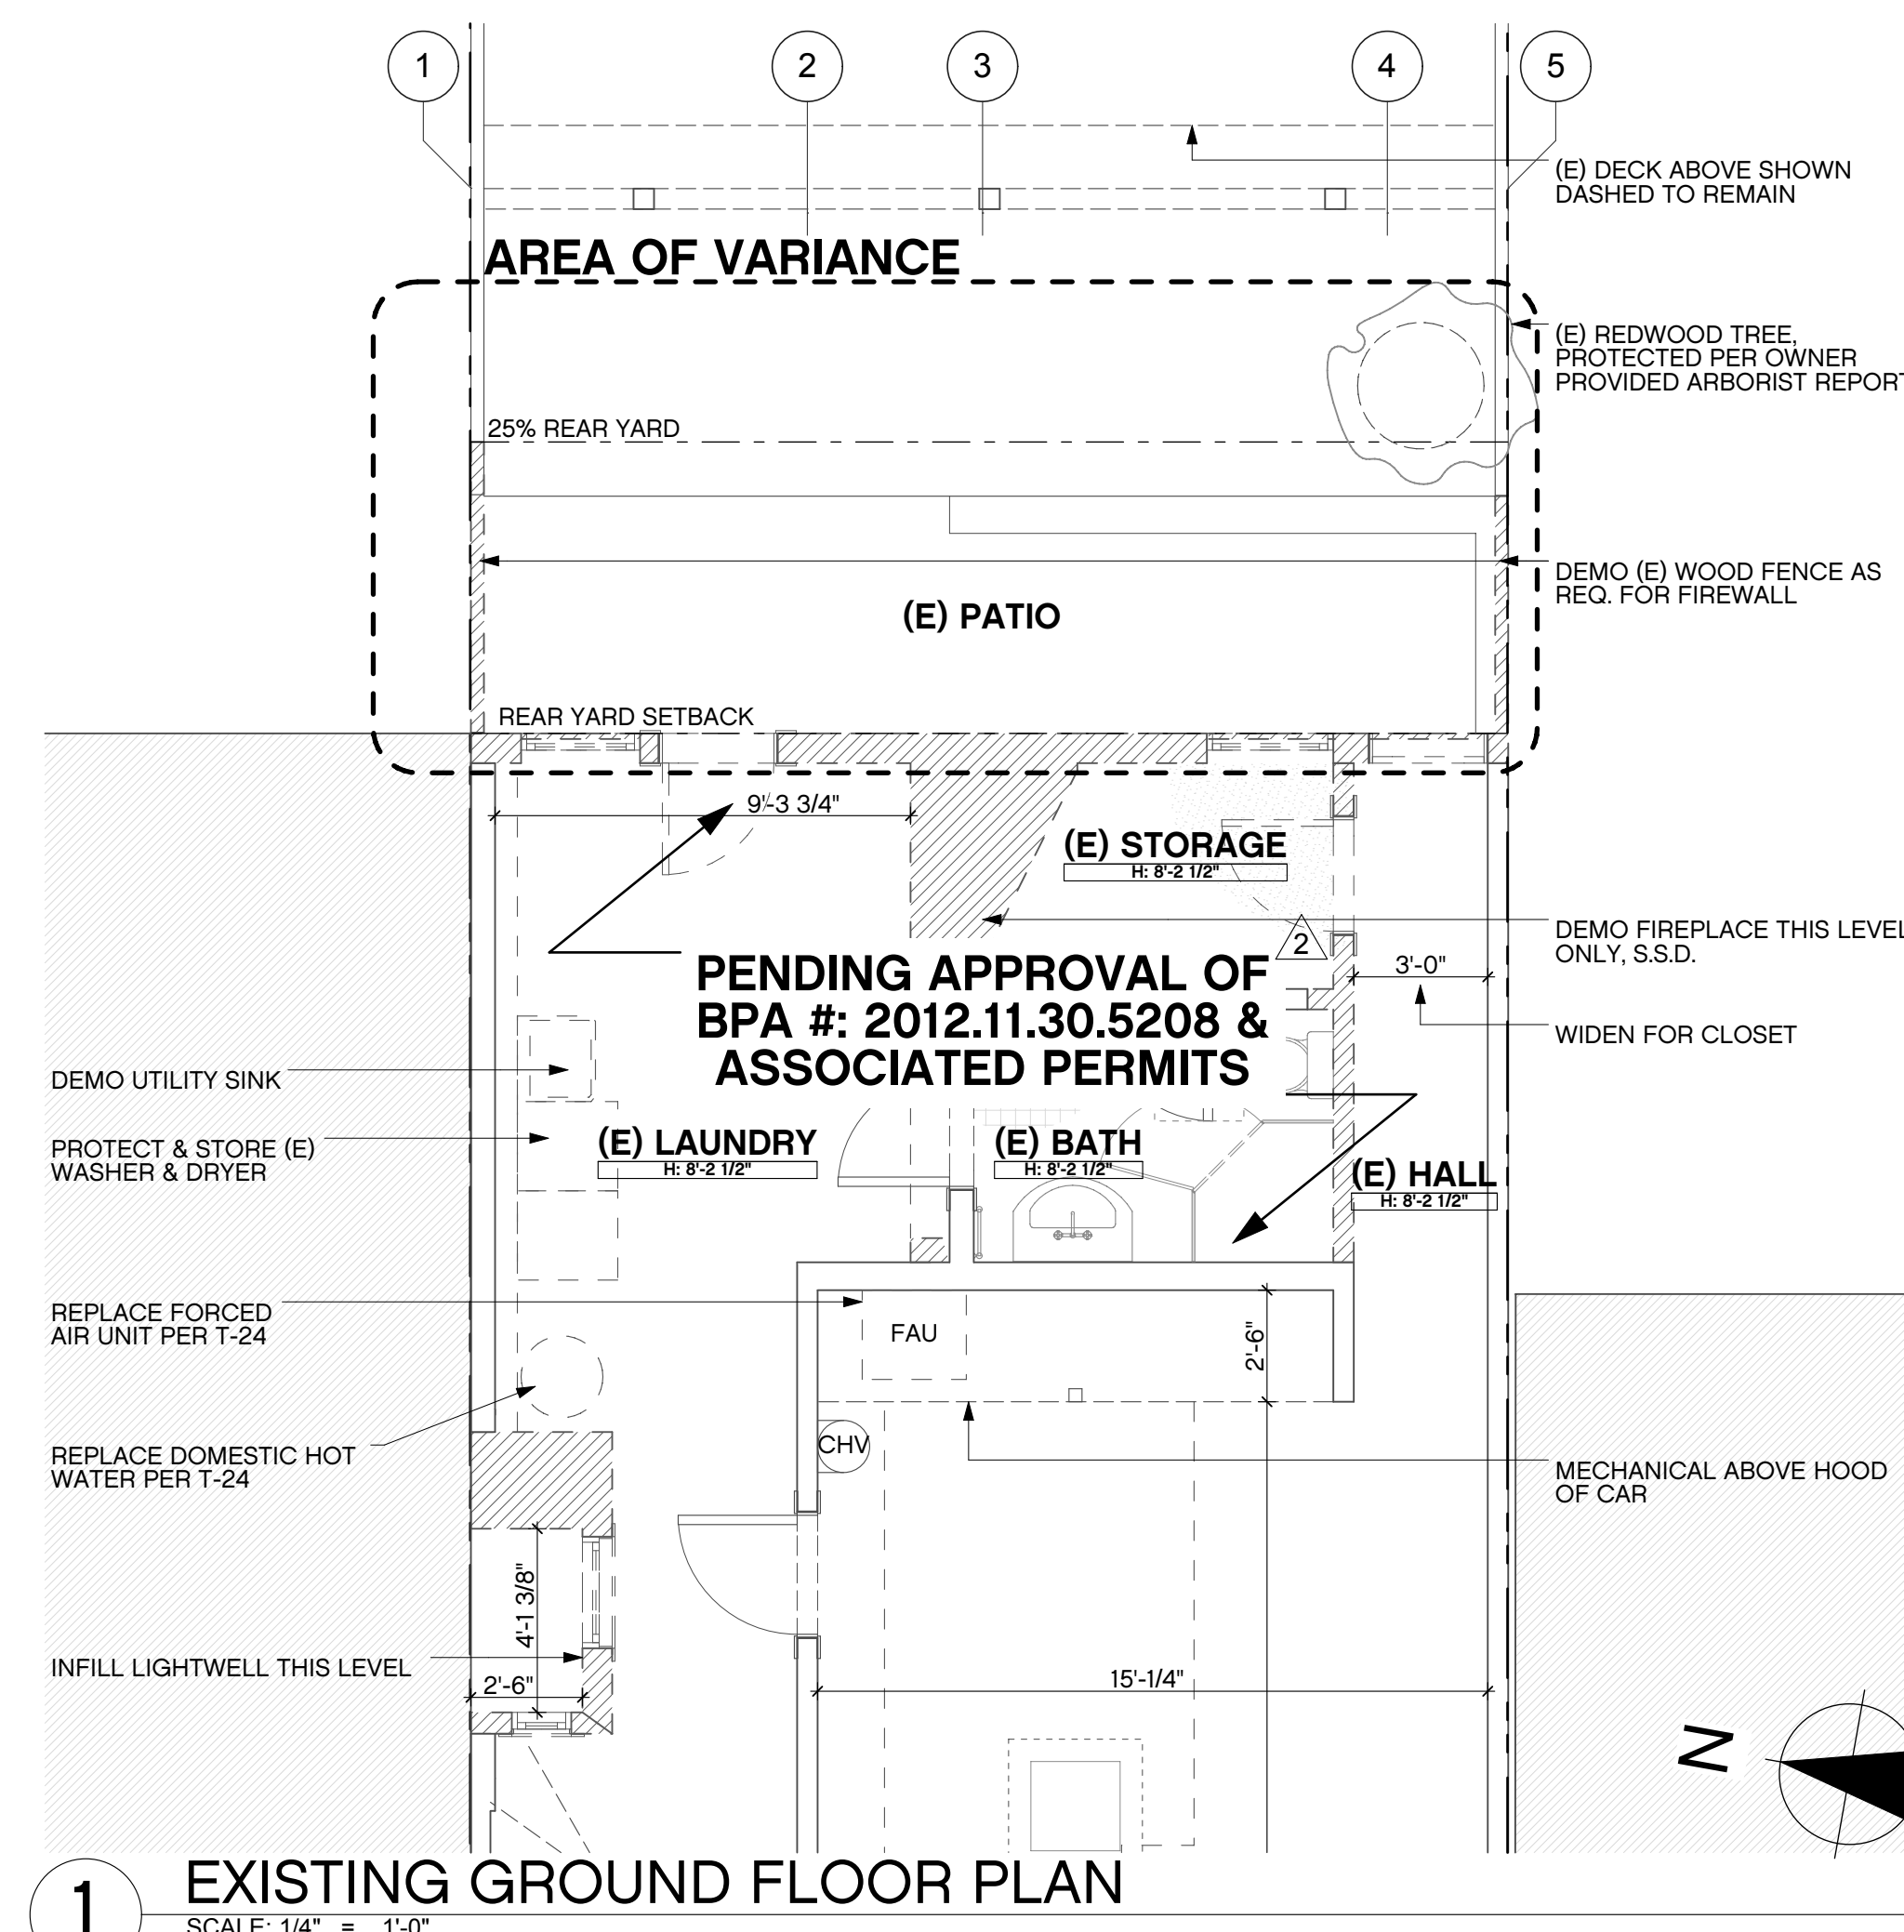 1
2
3
4
5
(E) DECK ABOVE SHOWN
DASHED TO REMAIN
AREA OF VARIANCE
(E) REDWOOD TREE,
PROTECTED PER OWNER
PROVIDED ARBORIST REPORT
25% REAR YARD
DEMO (E) WOOD FENCE AS
REQ. FOR FIREWALL
(E) PATIO
REAR YARD SETBACK
9'-3 3/4"
(E) STORAGE
H: 8'-2 1/2"
DEMO FIREPLACE THIS LEVEL
ONLY, S.S.D.
2
3'-0"
PENDING APPROVAL OF
BPA #: 2012.11.30.5208 &
ASSOCIATED PERMITS
WIDEN FOR CLOSET
DEMO UTILITY SINK
PROTECT & STORE (E)
WASHER & DRYER
(E) LAUNDRY
H: 8'-2 1/2"
(E) BATH
H: 8'-2 1/2"
(E) HALL
H: 8'-2 1/2"
REPLACE FORCED
AIR UNIT PER T-24
FAU
2'-6"
REPLACE DOMESTIC HOT
WATER PER T-24
CHV
MECHANICAL ABOVE HOOD
OF CAR
4'-1 3/8"
INFILL LIGHTWELL THIS LEVEL
2'-6"
15'-1/4"
N
1
EXISTING GROUND FLOOR PLAN
SCALE: 1/4" = 1'-0"